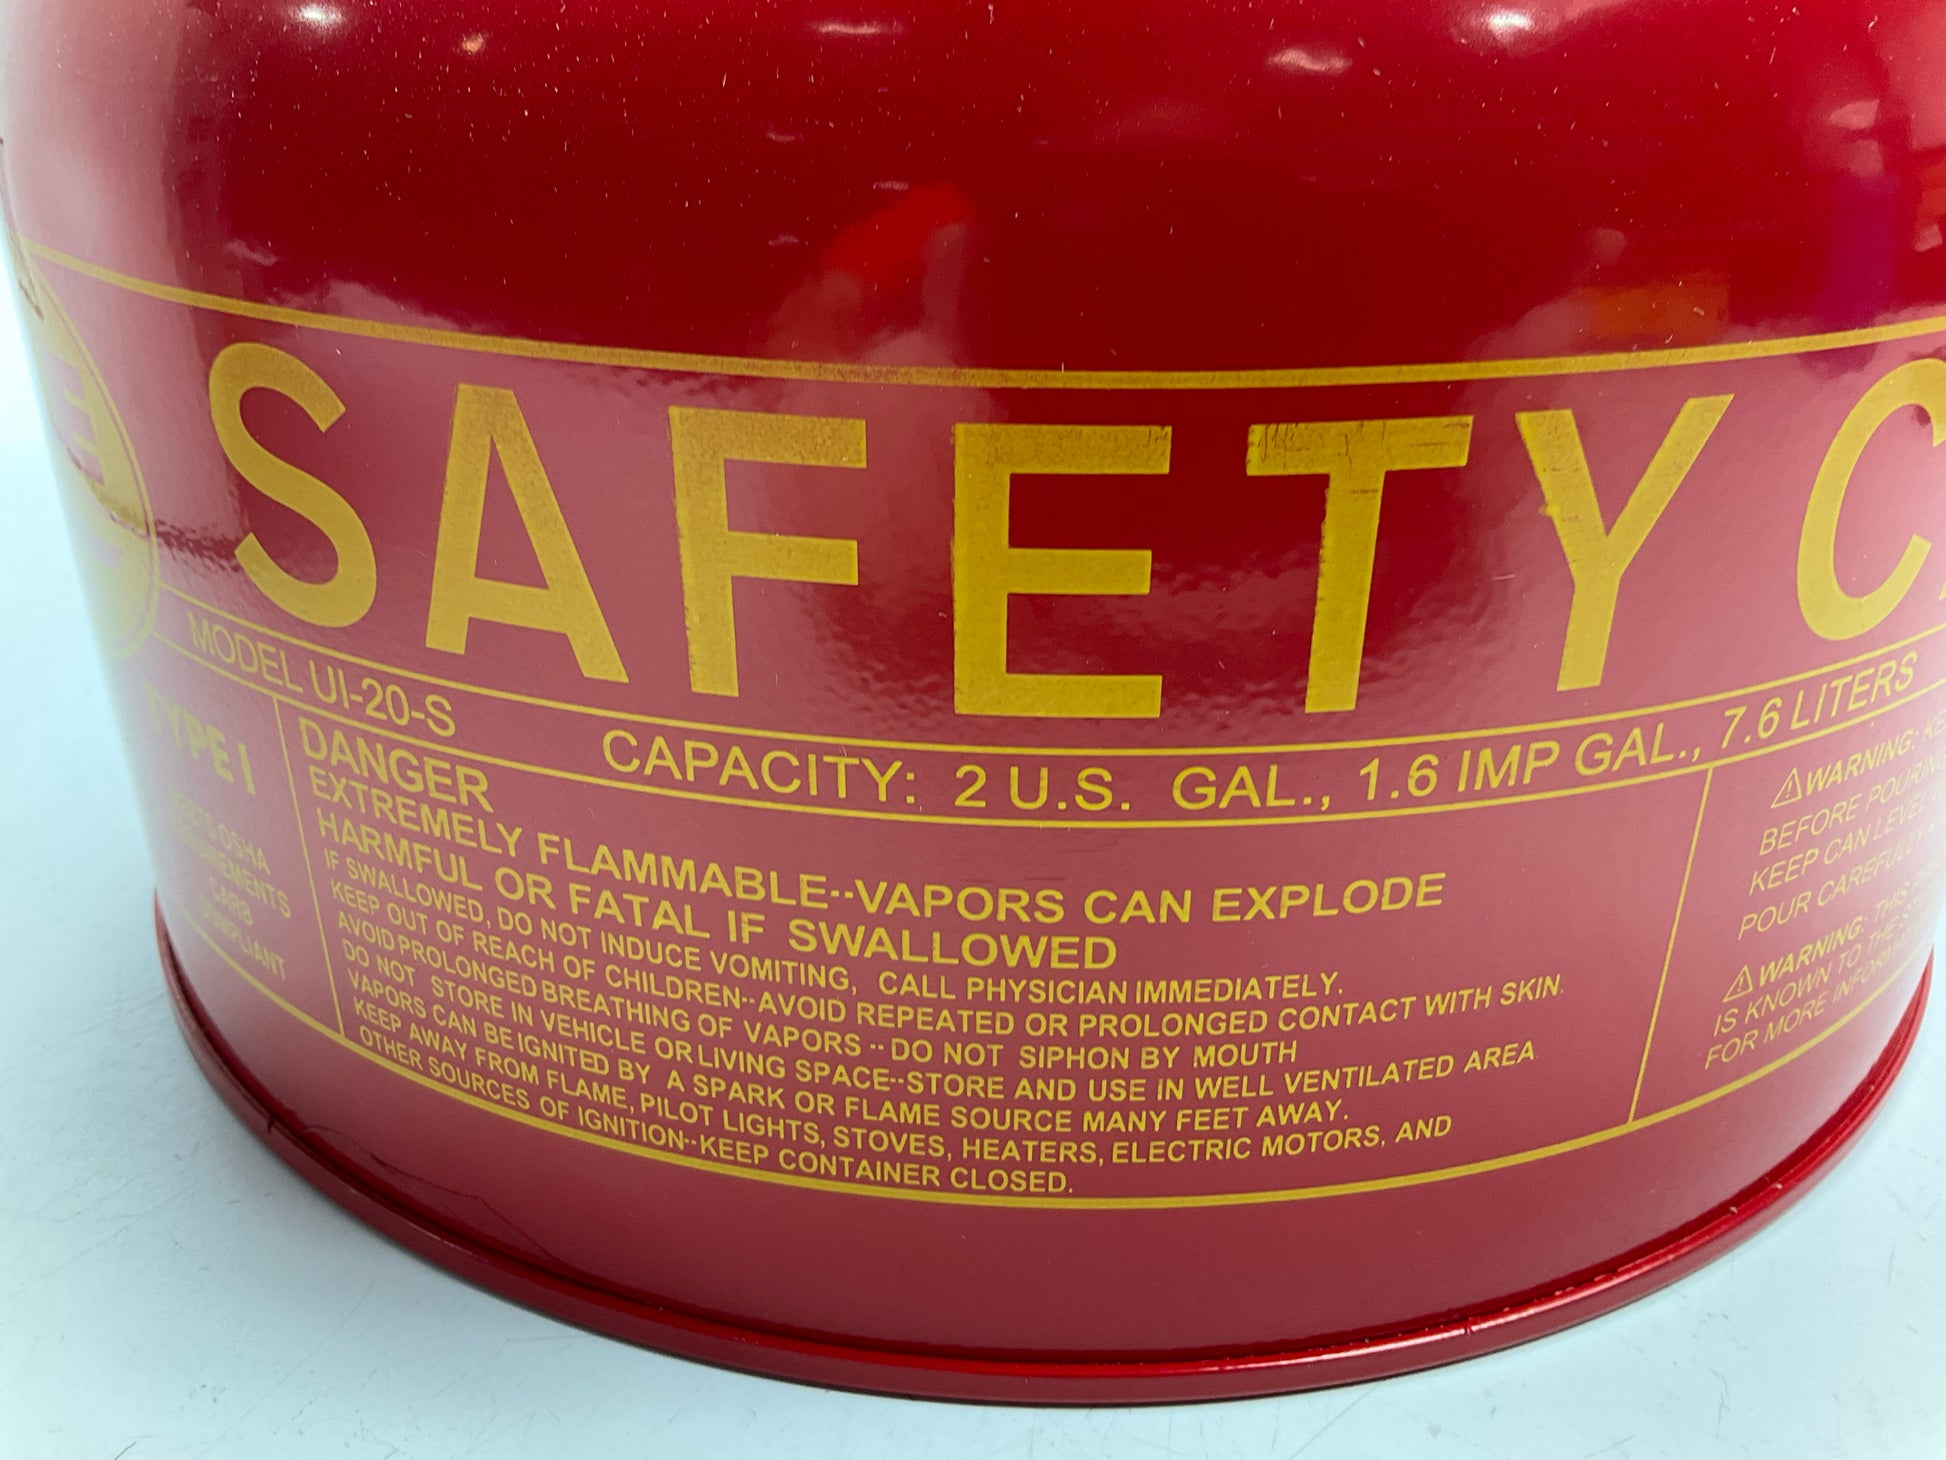 E
SAFETY C
MODEL UI-20-S
CAPACITY: 2 U.S. GAL., 1.6 IMP GAL., 7.6 LITERS
TYPE I
MEETS OSHA
REQUIREMENTS
CARB
COMPLIANT
DANGER
EXTREMELY FLAMMABLE--VAPORS CAN EXPLODE
HARMFUL OR FATAL IF SWALLOWED
IF SWALLOWED, DO NOT INDUCE VOMITING, CALL PHYSICIAN IMMEDIATELY.
KEEP OUT OF REACH OF CHILDREN--AVOID REPEATED OR PROLONGED CONTACT WITH SKIN.
AVOID PROLONGED BREATHING OF VAPORS -- DO NOT SIPHON BY MOUTH
DO NOT STORE IN VEHICLE OR LIVING SPACE--STORE AND USE IN WELL VENTILATED AREA.
VAPORS CAN BE IGNITED BY A SPARK OR FLAME SOURCE MANY FEET AWAY.
KEEP AWAY FROM FLAME, PILOT LIGHTS, STOVES, HEATERS, ELECTRIC MOTORS, AND
OTHER SOURCES OF IGNITION--KEEP CONTAINER CLOSED.
⚠WARNING: KE
BEFORE POURING
KEEP CAN LEVEL
POUR CAREFULLY
⚠WARNING: THIS
IS KNOWN TO THE
FOR MORE